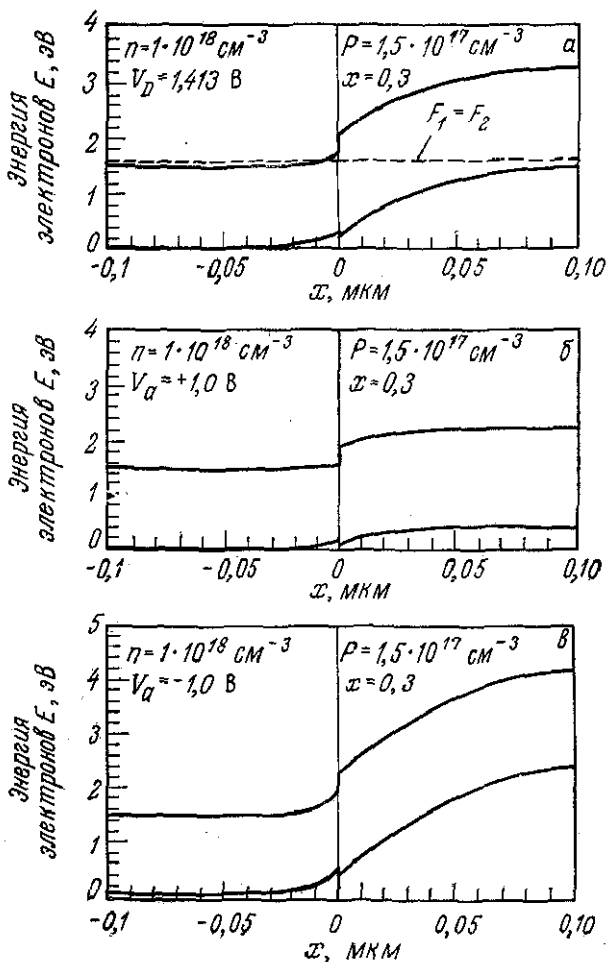 Энергия электронов E, эВ
4
3
2
1
0
n=1·10¹⁸ см⁻³
V_D=1,413 В
P=1,5·10¹⁷ см⁻³
x=0,3
а
F₁=F₂
-0,1
-0,05
0
0,05
0,10
x, мкм
Энергия электронов E, эВ
4
3
2
1
0
n=1·10¹⁸ см⁻³
V_a=+1,0 В
P=1,5·10¹⁷ см⁻³
x=0,3
б
-0,1
-0,05
0
0,05
0,10
x, мкм
Энергия электронов E, эВ
5
4
3
2
1
0
n=1·10¹⁸ см⁻³
V_a=-1,0 В
P=1,5·10¹⁷ см⁻³
x=0,3
в
-0,1
-0,05
0
0,05
0,10
x, мкм